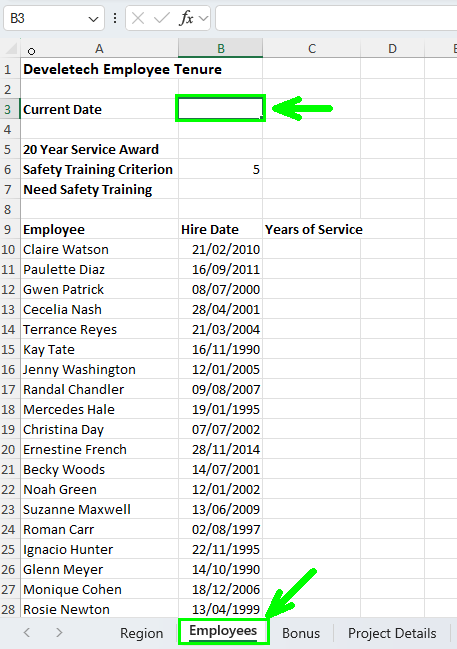 B3 fx
A B C D E
1 Develetech Employee Tenure
2
3 Current Date
4
5 20 Year Service Award
6 Safety Training Criterion 5
7 Need Safety Training
8
9 Employee Hire Date Years of Service
10 Claire Watson 21/02/2010
11 Paulette Diaz 16/09/2011
12 Gwen Patrick 08/07/2000
13 Cecelia Nash 28/04/2001
14 Terrance Reyes 21/03/2004
15 Kay Tate 16/11/1990
16 Jenny Washington 12/01/2005
17 Randal Chandler 09/08/2007
18 Mercedes Hale 19/01/1995
19 Christina Day 07/07/2002
20 Ernestine French 28/11/2014
21 Becky Woods 14/07/2001
22 Noah Green 12/01/2002
23 Suzanne Maxwell 13/06/2009
24 Roman Carr 02/08/1997
25 Ignacio Hunter 22/11/1995
26 Glenn Meyer 14/10/1990
27 Monique Cohen 18/12/2006
28 Rosie Newton 13/04/1999
Region Employees Bonus Project Details